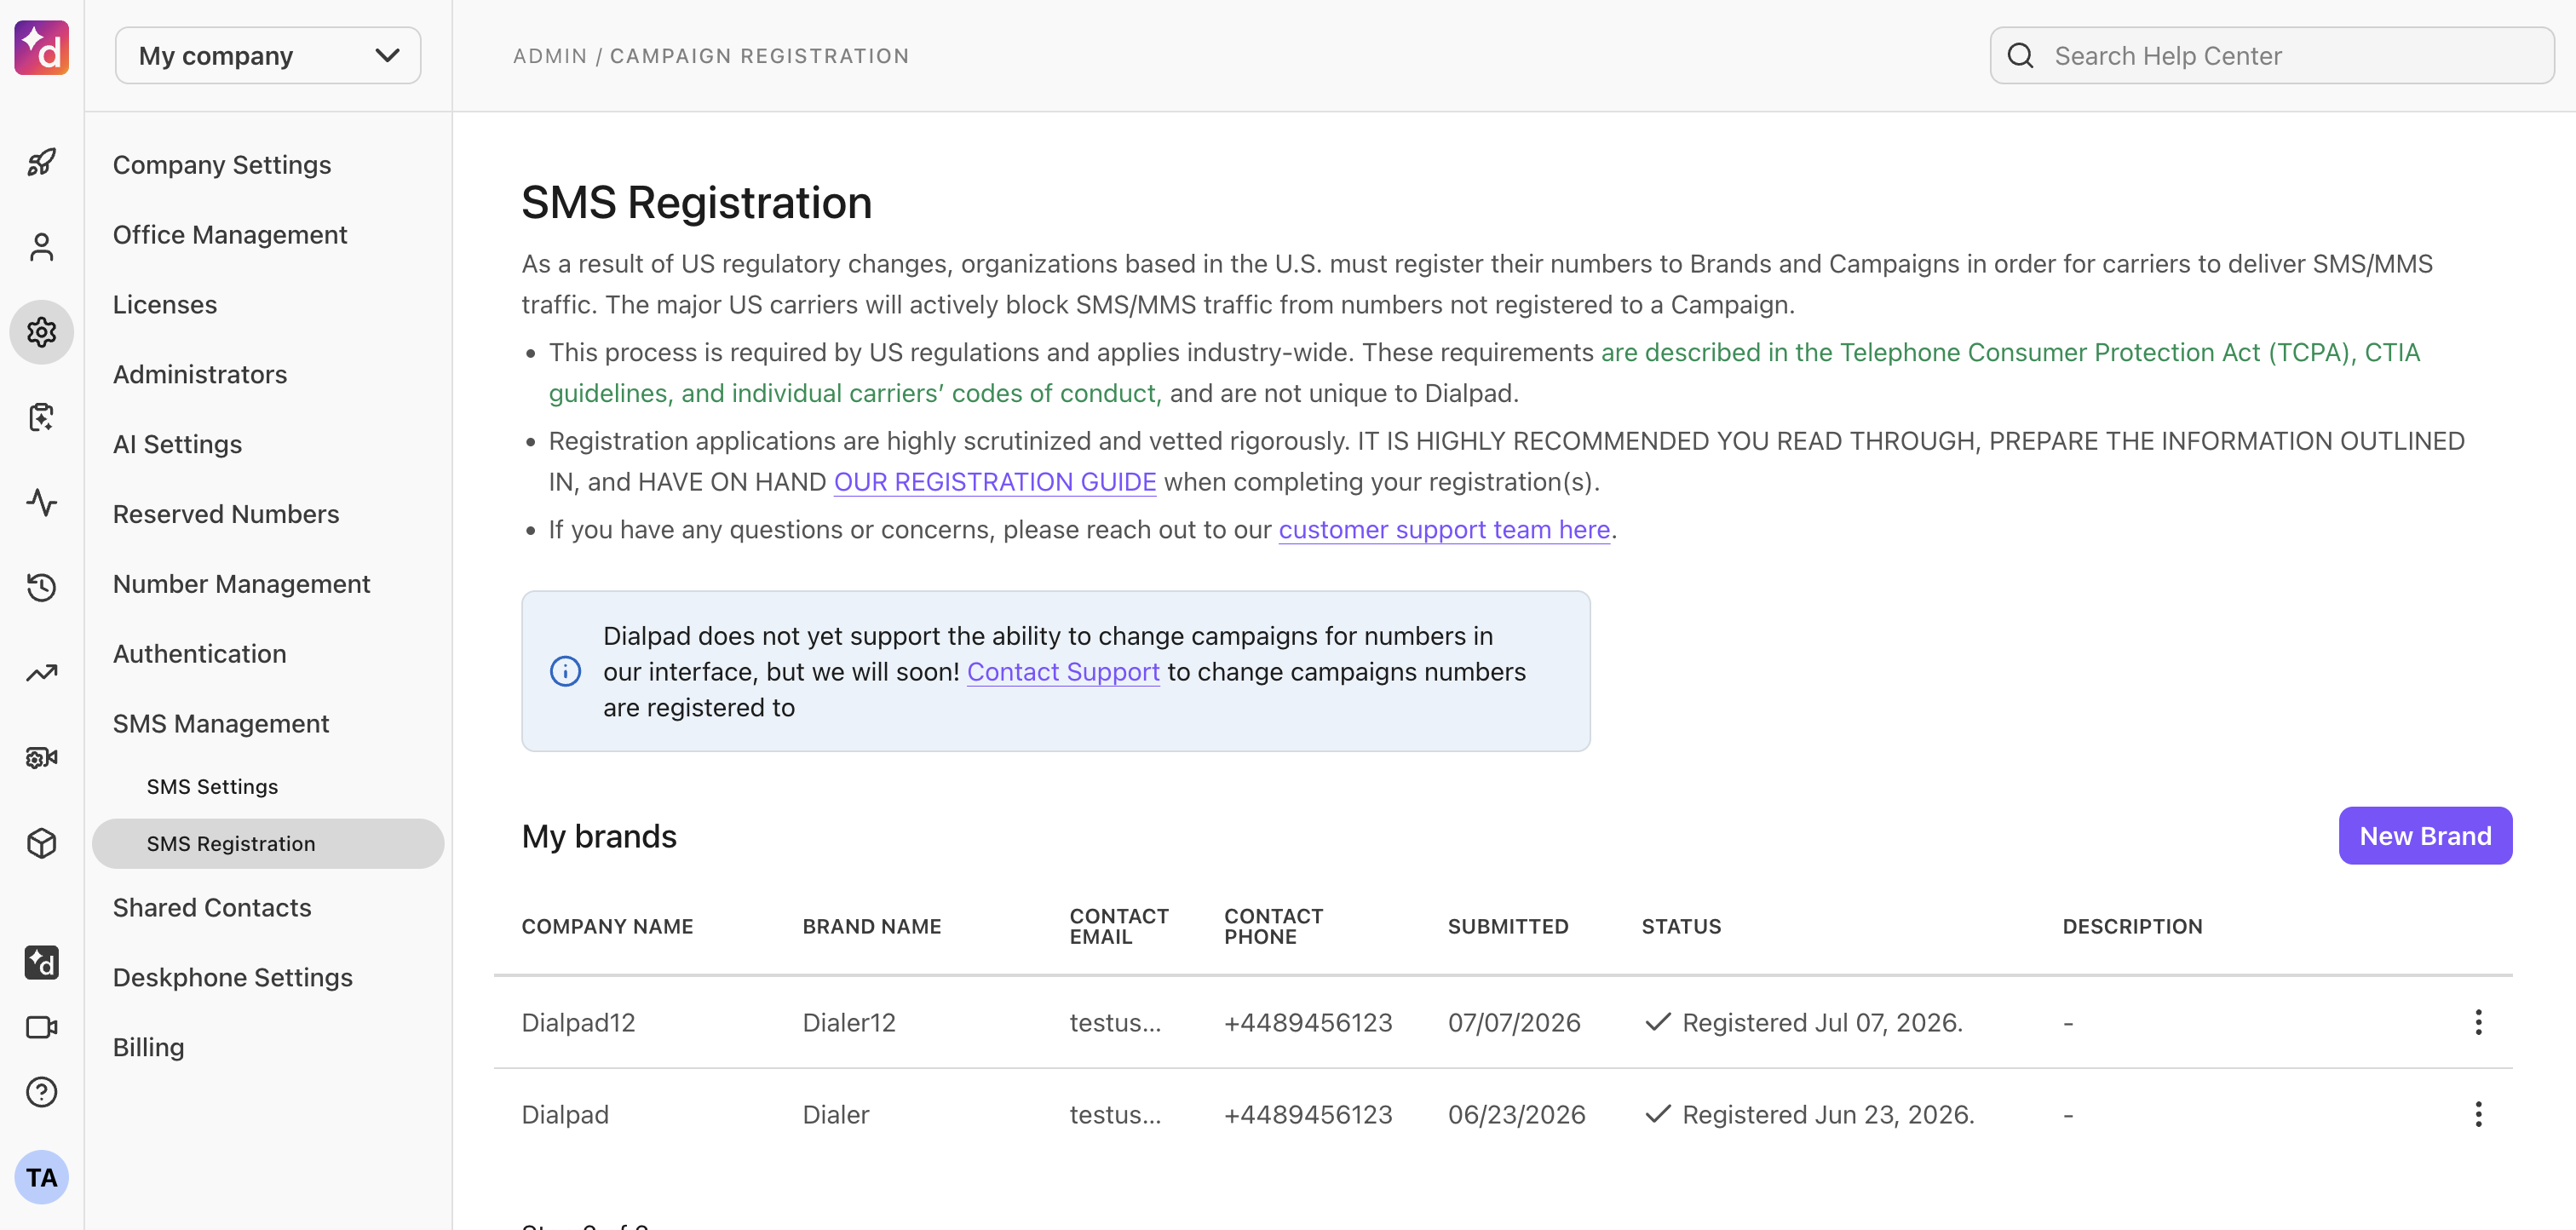 d
My company
ADMIN / CAMPAIGN REGISTRATION
Search Help Center
Company Settings
Office Management
Licenses
Administrators
AI Settings
Reserved Numbers
Number Management
Authentication
SMS Management
SMS Settings
SMS Registration
Shared Contacts
Deskphone Settings
Billing
d
TA
SMS Registration
As a result of US regulatory changes, organizations based in the U.S. must register their numbers to Brands and Campaigns in order for carriers to deliver SMS/MMS
traffic. The major US carriers will actively block SMS/MMS traffic from numbers not registered to a Campaign.
• This process is required by US regulations and applies industry-wide. These requirements are described in the Telephone Consumer Protection Act (TCPA), CTIA
guidelines, and individual carriers’ codes of conduct, and are not unique to Dialpad.
• Registration applications are highly scrutinized and vetted rigorously. IT IS HIGHLY RECOMMENDED YOU READ THROUGH, PREPARE THE INFORMATION OUTLINED
IN, and HAVE ON HAND OUR REGISTRATION GUIDE when completing your registration(s).
• If you have any questions or concerns, please reach out to our customer support team here.
Dialpad does not yet support the ability to change campaigns for numbers in
our interface, but we will soon! Contact Support to change campaigns numbers
are registered to
My brands
New Brand
COMPANY NAME BRAND NAME CONTACT EMAIL CONTACT PHONE SUBMITTED STATUS DESCRIPTION
Dialpad12 Dialer12 testus... +4489456123 07/07/2026 Registered Jul 07, 2026. -
Dialpad Dialer testus... +4489456123 06/23/2026 Registered Jun 23, 2026. -